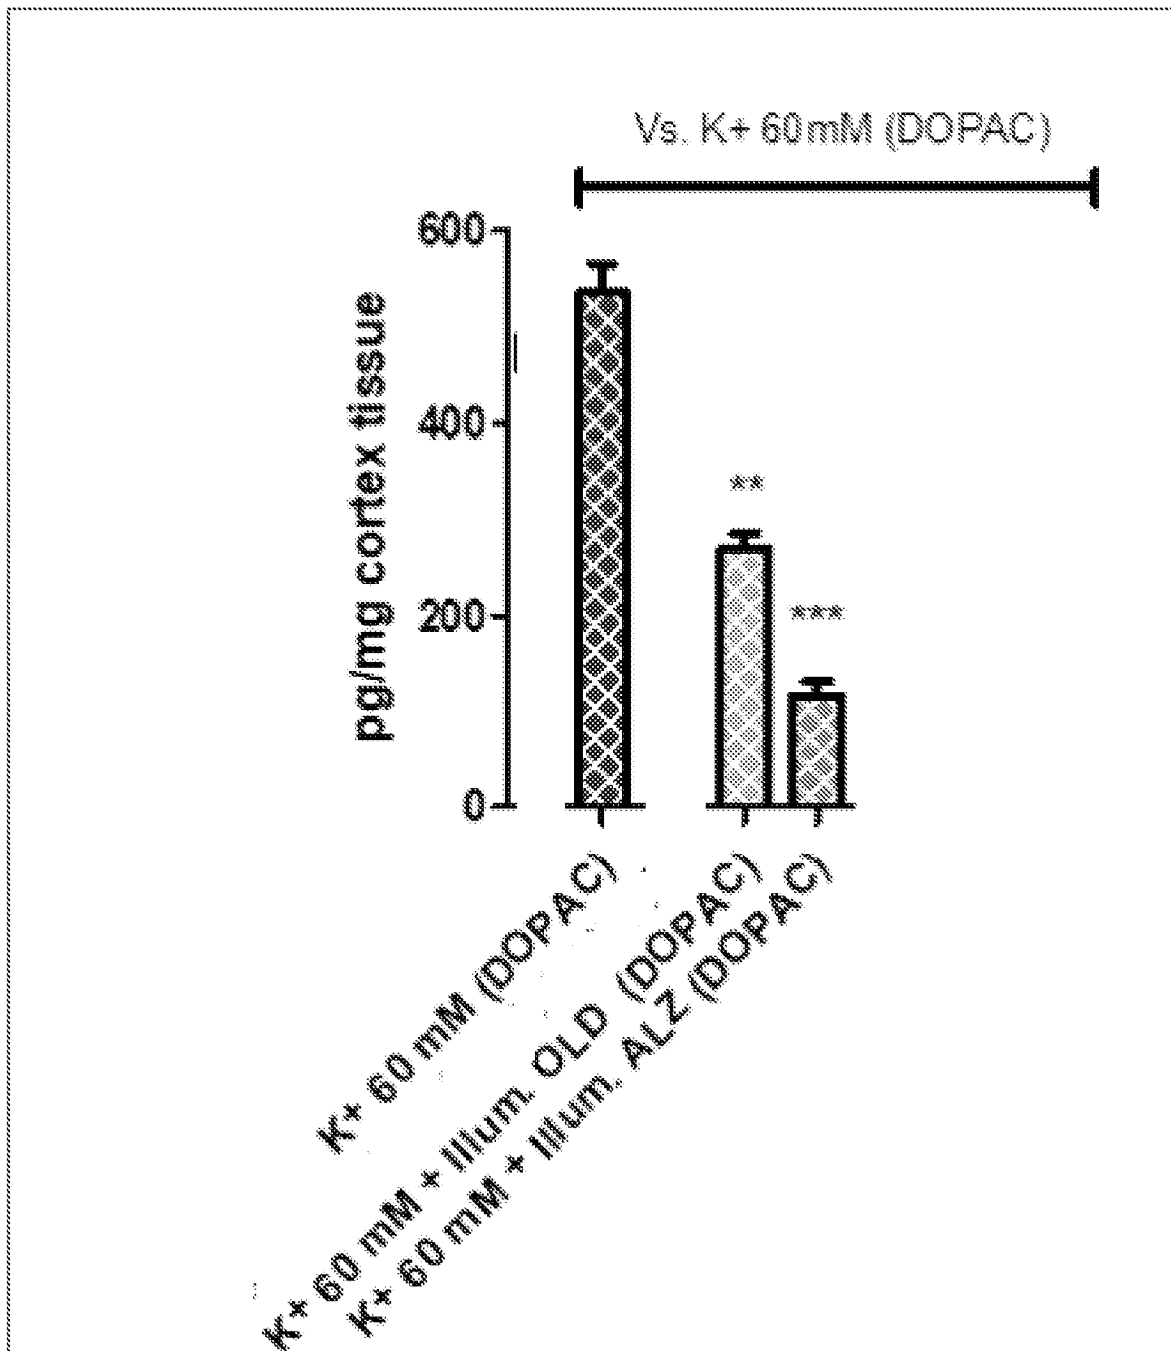 Vs. K+ 60mM (DOPAC)
600
400
200
0
pg/mg cortex tissue
**
***
K+ 60 mM (DOPAC)
K+ 60 mM + Illum. OLD (DOPAC)
K+ 60 mM + Illum. ALZ (DOPAC)